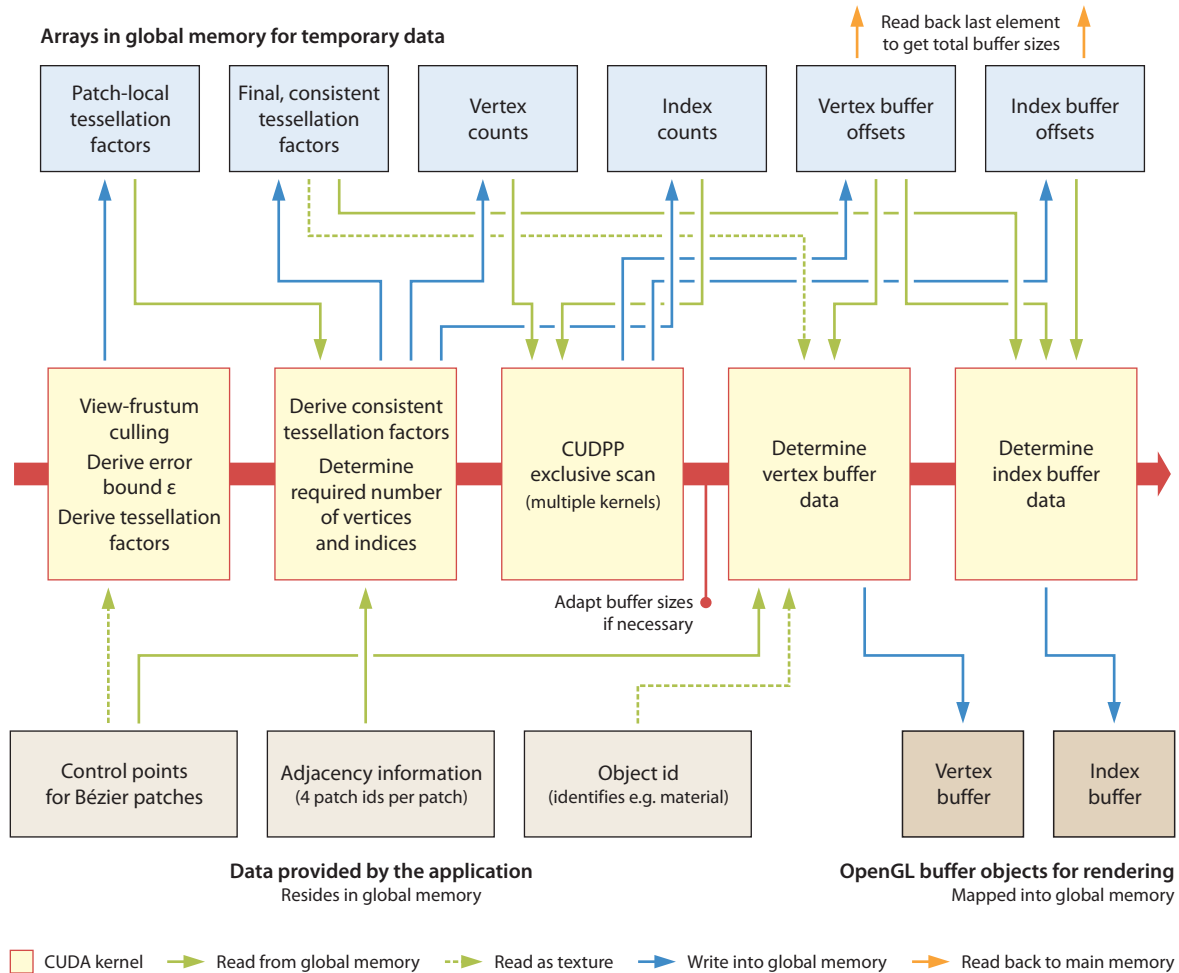 Arrays in global memory for temporary data
Read back last element
to get total buffer sizes
Patch-local
tessellation
factors
Final, consistent
tessellation
factors
Vertex
counts
Index
counts
Vertex buffer
offsets
Index buffer
offsets
View-frustum
culling
Derive error
bound ε
Derive tessellation
factors
Derive consistent
tessellation factors
Determine
required number
of vertices
and indices
CUDPP
exclusive scan
(multiple kernels)
Determine
vertex buffer
data
Determine
index buffer
data
Adapt buffer sizes
if necessary
Control points
for Bézier patches
Adjacency information
(4 patch ids per patch)
Object id
(identifies e.g. material)
Vertex
buffer
Index
buffer
Data provided by the application
Resides in global memory
OpenGL buffer objects for rendering
Mapped into global memory
CUDA kernel
Read from global memory
Read as texture
Write into global memory
Read back to main memory